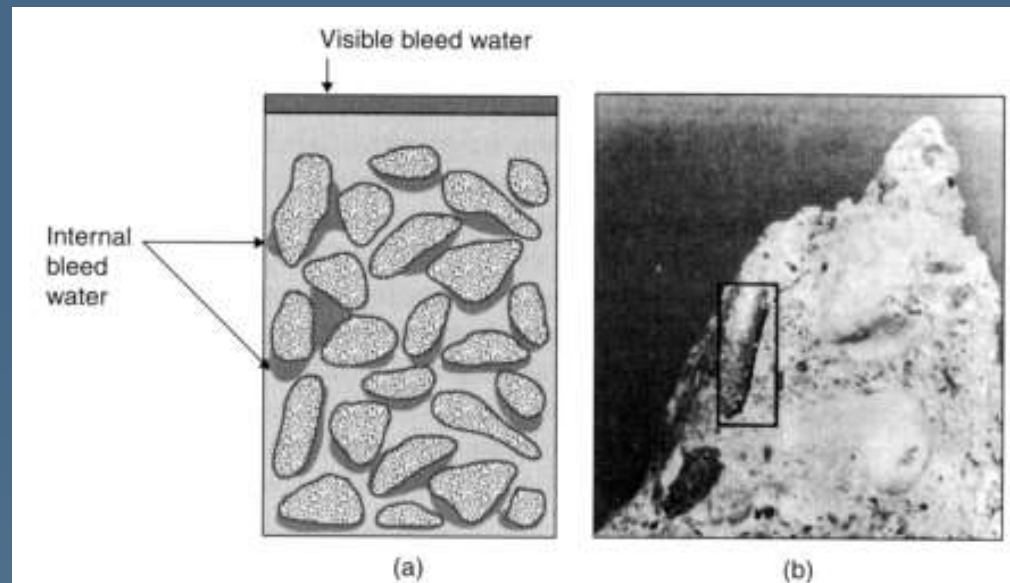 Visible bleed water
Internal
bleed
water
(a)
(b)